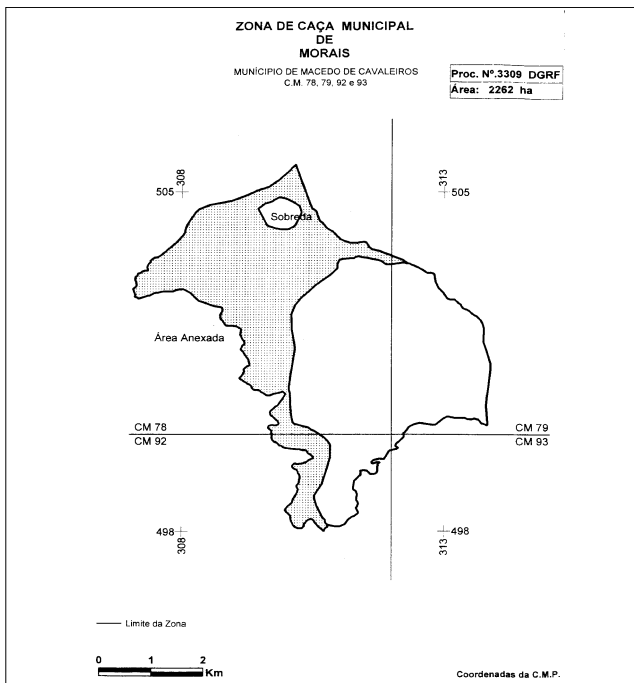 ZONA DE CAÇA MUNICIPAL
DE
MORAIS
MUNÍCIPIO DE MACEDO DE CAVALEIROS
C.M. 78, 79, 92 e 93
Proc. Nº.3309 DGRF
Área: 2262 ha
308
313
505
505
Sobreda
Área Anexada
CM 78
CM 79
CM 92
CM 93
498
498
308
313
Limite da Zona
0 1 2
Km
Coordenadas da C.M.P.